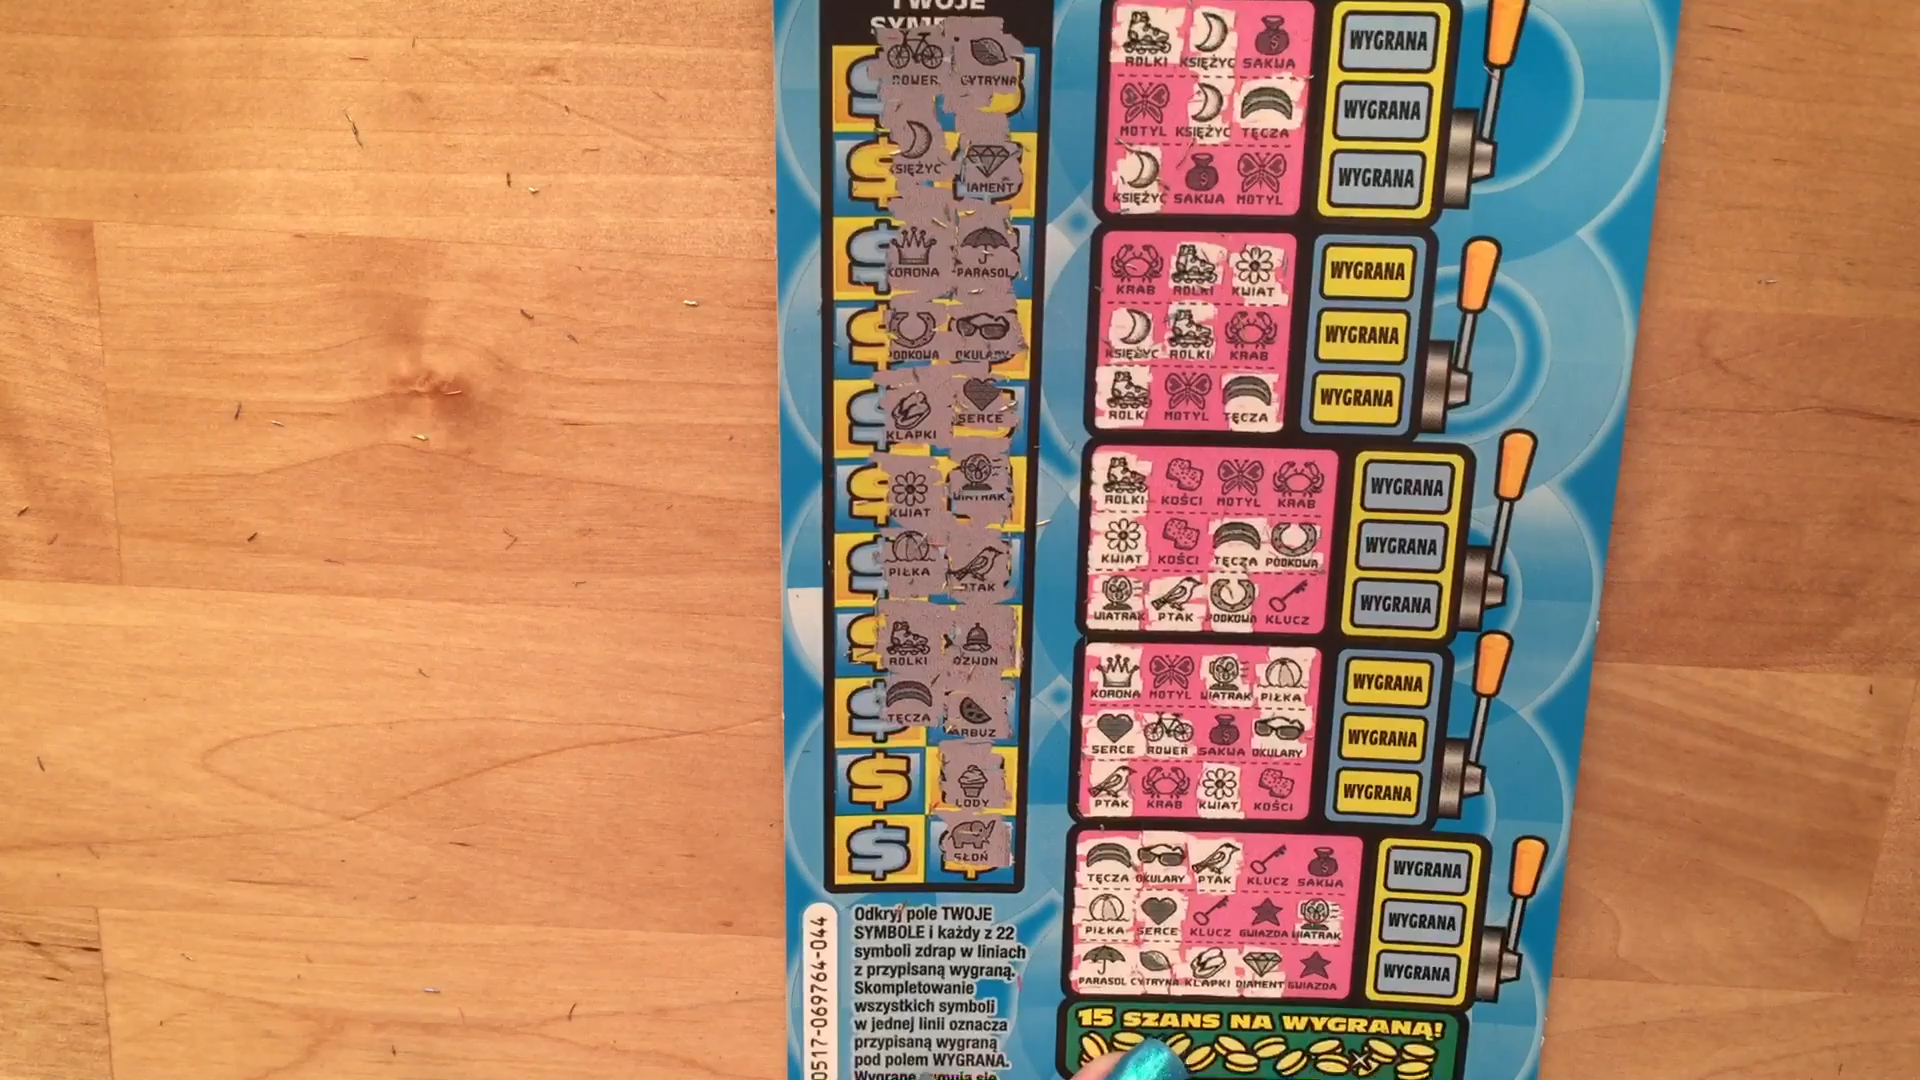 TWOJE
ROWER CYTRYNA
DIAMENT
KORONA PARASOL
PODKOWA OKULARY
KLAPKI SERCE
KWIAT WIATRAK
PIŁKA PTAK
ROLKI DZWON
TĘCZA ARBUZ
LODY
SŁOŃ
Odkryj pole TWOJE
SYMBOLE i każdy z 22
symboli zdrap w liniach
z przypisaną wygraną.
Skompletowanie
wszystkich symboli
w jednej linii oznacza
przypisaną wygraną
pod polem WYGRANA.
0517-069764-044
ROLKI KSIĘŻYC SAKWA WYGRANA
MOTYL KSIĘŻYC TĘCZA WYGRANA
KSIĘŻYC SAKWA MOTYL WYGRANA
KRAB ROLKI KWIAT WYGRANA
KSIĘŻYC ROLKI KRAB WYGRANA
ROLKI MOTYL TĘCZA WYGRANA
ROLKI KOŚCI MOTYL KRAB WYGRANA
KWIAT KOŚCI TĘCZA PODKOWA WYGRANA
WIATRAK PTAK PODKOWA KLUCZ WYGRANA
KORONA MOTYL WIATRAK PIŁKA WYGRANA
SERCE ROWER SAKWA OKULARY WYGRANA
PTAK KRAB KWIAT KOŚCI WYGRANA
TĘCZA OKULARY PTAK KLUCZ SAKWA WYGRANA
PIŁKA SERCE KLUCZ GWIAZDA WIATRAK WYGRANA
PARASOL CYTRYNA KLAPKI DIAMENT GWIAZDA WYGRANA
15 SZANS NA WYGRANĄ!